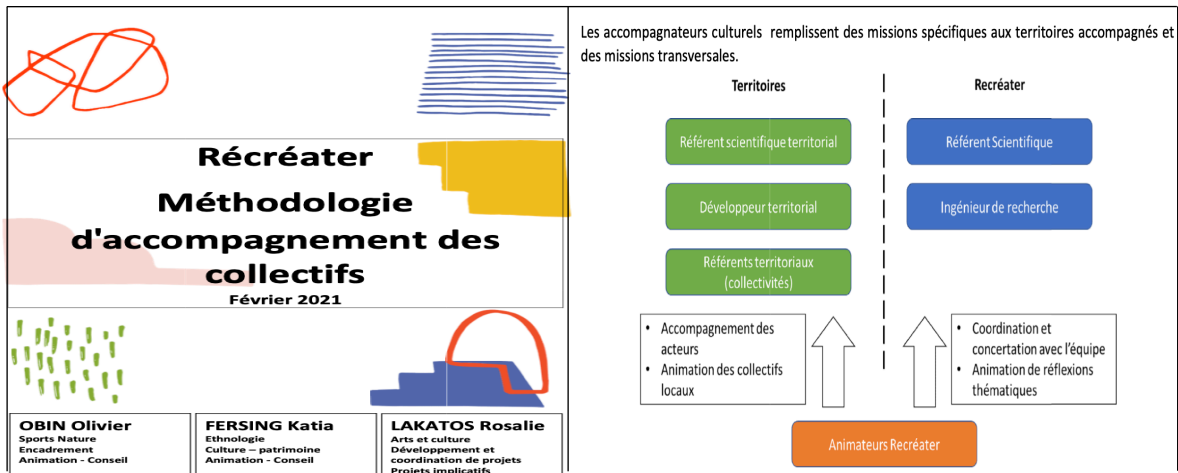 Récréater
Méthodologie
d'accompagnement des
collectifs
Février 2021
OBIN Olivier
Sports Nature
Encadrement
Animation - Conseil
FERSING Katia
Ethnologie
Culture – patrimoine
Animation - Conseil
LAKATOS Rosalie
Arts et culture
Développement et
coordination de projets
Projets implicatifs
Les accompagnateurs culturels remplissent des missions spécifiques aux territoires accompagnés et
des missions transversales.
Territoires
Recréater
Référent scientifique territorial
Référent Scientifique
Développeur territorial
Ingénieur de recherche
Référents territoriaux
(collectivités)
• Accompagnement des
acteurs
• Animation des collectifs
locaux
• Coordination et
concertation avec l'équipe
• Animation de réflexions
thématiques
Animateurs Recréater